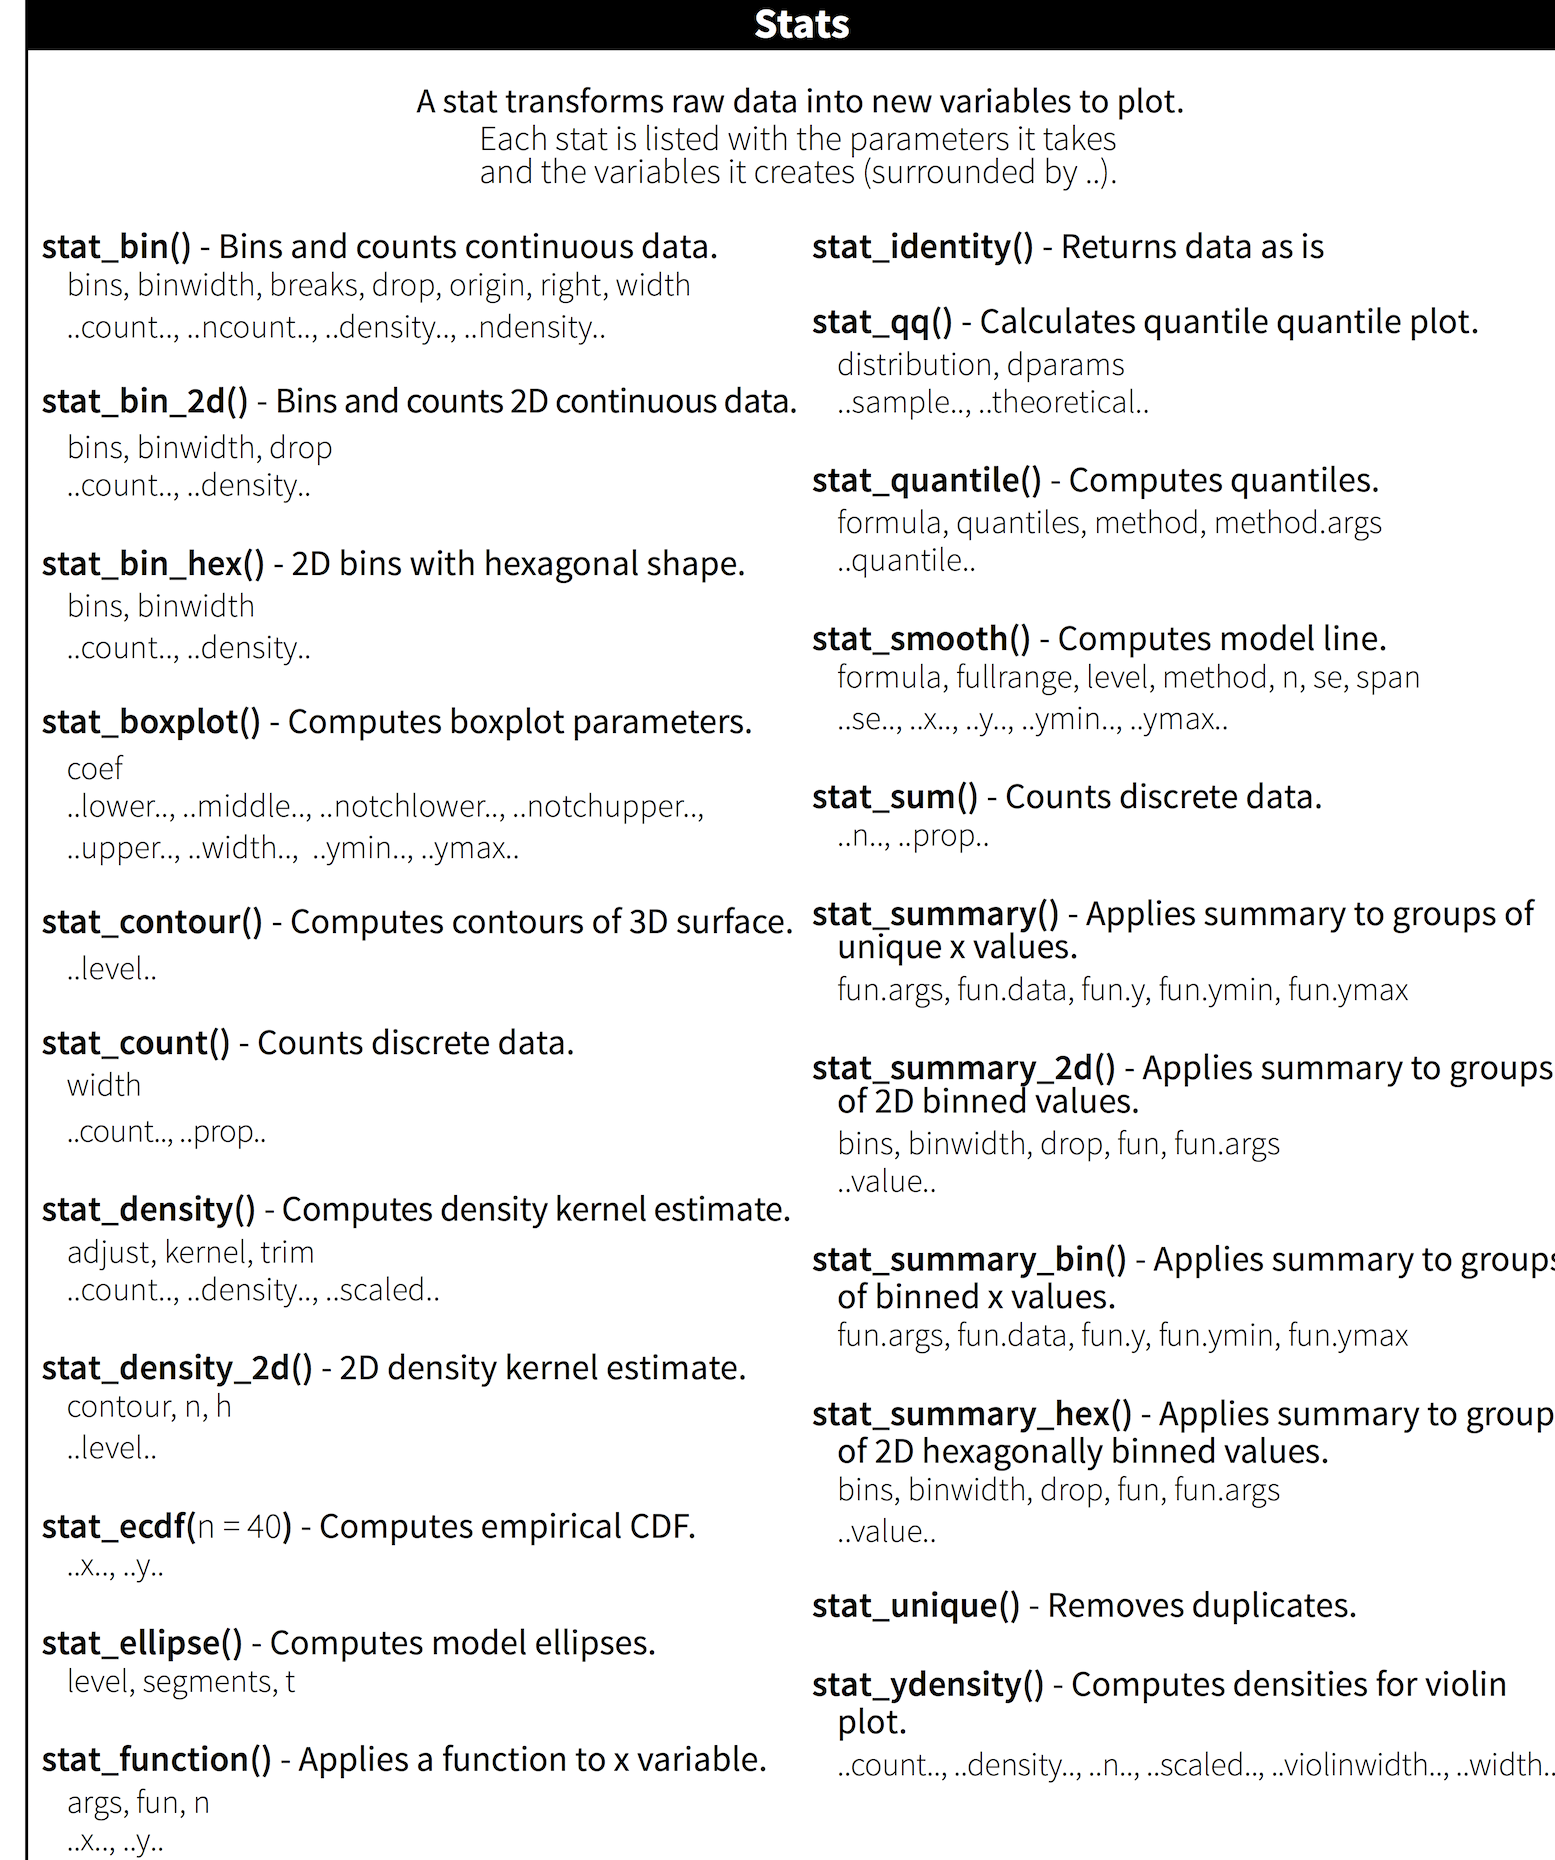 Stats
A stat transforms raw data into new variables to plot.
Each stat is listed with the parameters it takes
and the variables it creates (surrounded by ..).
stat_bin() - Bins and counts continuous data.
bins, binwidth, breaks, drop, origin, right, width
..count.., ..ncount.., ..density.., ..ndensity..
stat_bin_2d() - Bins and counts 2D continuous data.
bins, binwidth, drop
..count.., ..density..
stat_bin_hex() - 2D bins with hexagonal shape.
bins, binwidth
..count.., ..density..
stat_boxplot() - Computes boxplot parameters.
coef
..lower.., ..middle.., ..notchlower.., ..notchupper..,
..upper.., ..width.., ..ymin.., ..ymax..
stat_contour() - Computes contours of 3D surface.
..level..
stat_count() - Counts discrete data.
width
..count.., ..prop..
stat_density() - Computes density kernel estimate.
adjust, kernel, trim
..count.., ..density.., ..scaled..
stat_density_2d() - 2D density kernel estimate.
contour, n, h
..level..
stat_ecdf(n = 40) - Computes empirical CDF.
..x.., ..y..
stat_ellipse() - Computes model ellipses.
level, segments, t
stat_function() - Applies a function to x variable.
args, fun, n
..x.., ..y..
stat_identity() - Returns data as is
stat_qq() - Calculates quantile quantile plot.
distribution, dparams
..sample.., ..theoretical..
stat_quantile() - Computes quantiles.
formula, quantiles, method, method.args
..quantile..
stat_smooth() - Computes model line.
formula, fullrange, level, method, n, se, span
..se.., ..x.., ..y.., ..ymin.., ..ymax..
stat_sum() - Counts discrete data.
..n.., ..prop..
stat_summary() - Applies summary to groups of
unique x values.
fun.args, fun.data, fun.y, fun.ymin, fun.ymax
stat_summary_2d() - Applies summary to groups
of 2D binned values.
bins, binwidth, drop, fun, fun.args
..value..
stat_summary_bin() - Applies summary to groups
of binned x values.
fun.args, fun.data, fun.y, fun.ymin, fun.ymax
stat_summary_hex() - Applies summary to group
of 2D hexagonally binned values.
bins, binwidth, drop, fun, fun.args
..value..
stat_unique() - Removes duplicates.
stat_ydensity() - Computes densities for violin
plot.
..count.., ..density.., ..n.., ..scaled.., ..violinwidth.., ..width..